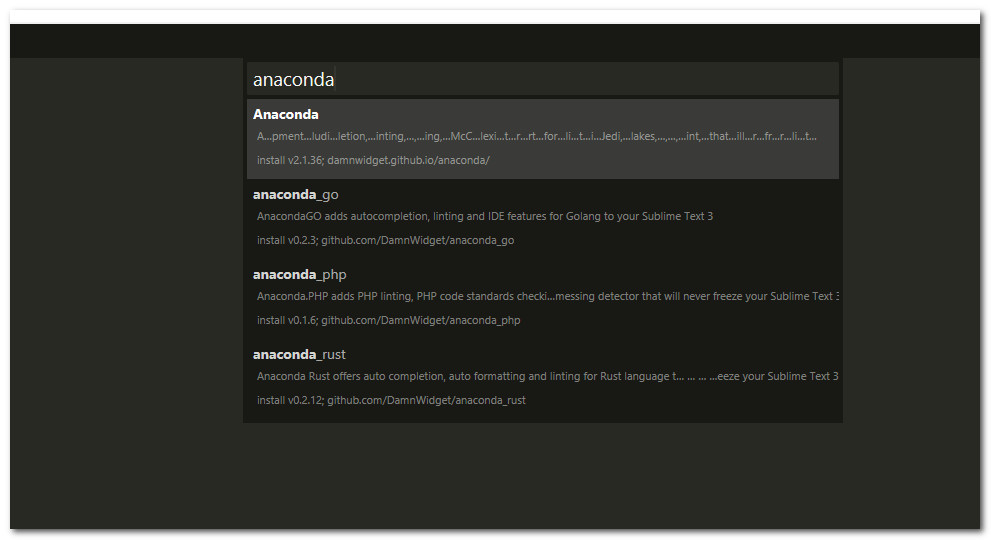 anaconda
Anaconda
A...pment...ludi...letion,...inting,...,...ing,...McC...lexi...t...r...rt...for...li...t...i...Jedi,...lakes,...,...,...int,...that...ill...r...fr...r...li...t...
install v2.1.36; damnwidget.github.io/anaconda/
anaconda_go
AnacondaGO adds autocompletion, linting and IDE features for Golang to your Sublime Text 3
install v0.2.3; github.com/DamnWidget/anaconda_go
anaconda_php
Anaconda.PHP adds PHP linting, PHP code standards checki...messing detector that will never freeze your Sublime Text 3
install v0.1.6; github.com/DamnWidget/anaconda_php
anaconda_rust
Anaconda Rust offers auto completion, auto formatting and linting for Rust language t... ... ... ...eeze your Sublime Text 3
install v0.2.12; github.com/DamnWidget/anaconda_rust